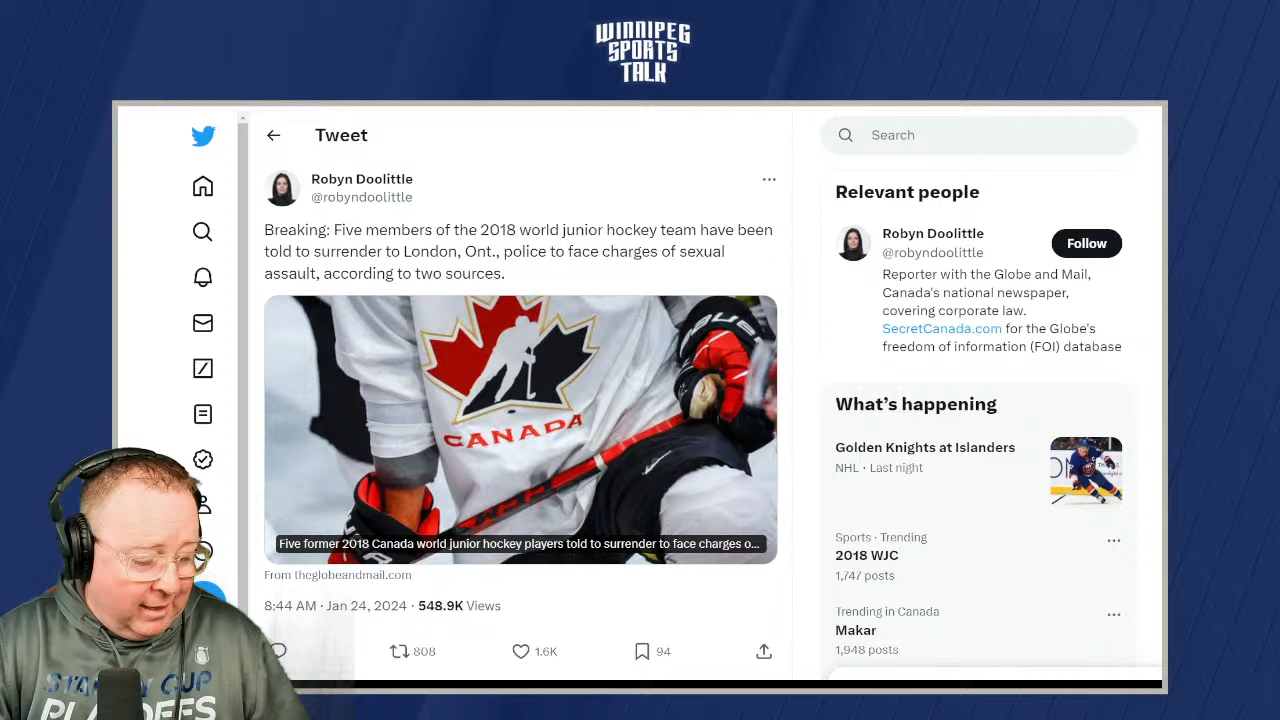 WINNIPEG
SPORTS
TALK
Tweet
Search
Robyn Doolittle
@robyndoolittle
Breaking: Five members of the 2018 world junior hockey team have been
told to surrender to London, Ont., police to face charges of sexual
assault, according to two sources.
CANADA
Five former 2018 Canada world junior hockey players told to surrender to face charges o...
From theglobeandmail.com
8:44 AM · Jan 24, 2024 · 548.9K Views
808
1.6K
94
Relevant people
Robyn Doolittle
@robyndoolittle
Follow
Reporter with the Globe and Mail,
Canada's national newspaper,
covering corporate law.
SecretCanada.com for the Globe's
freedom of information (FOI) database
What's happening
Golden Knights at Islanders
NHL · Last night
Sports · Trending
2018 WJC
1,747 posts
Trending in Canada
Makar
1,948 posts
STANLEY CUP
PLAYOFFS